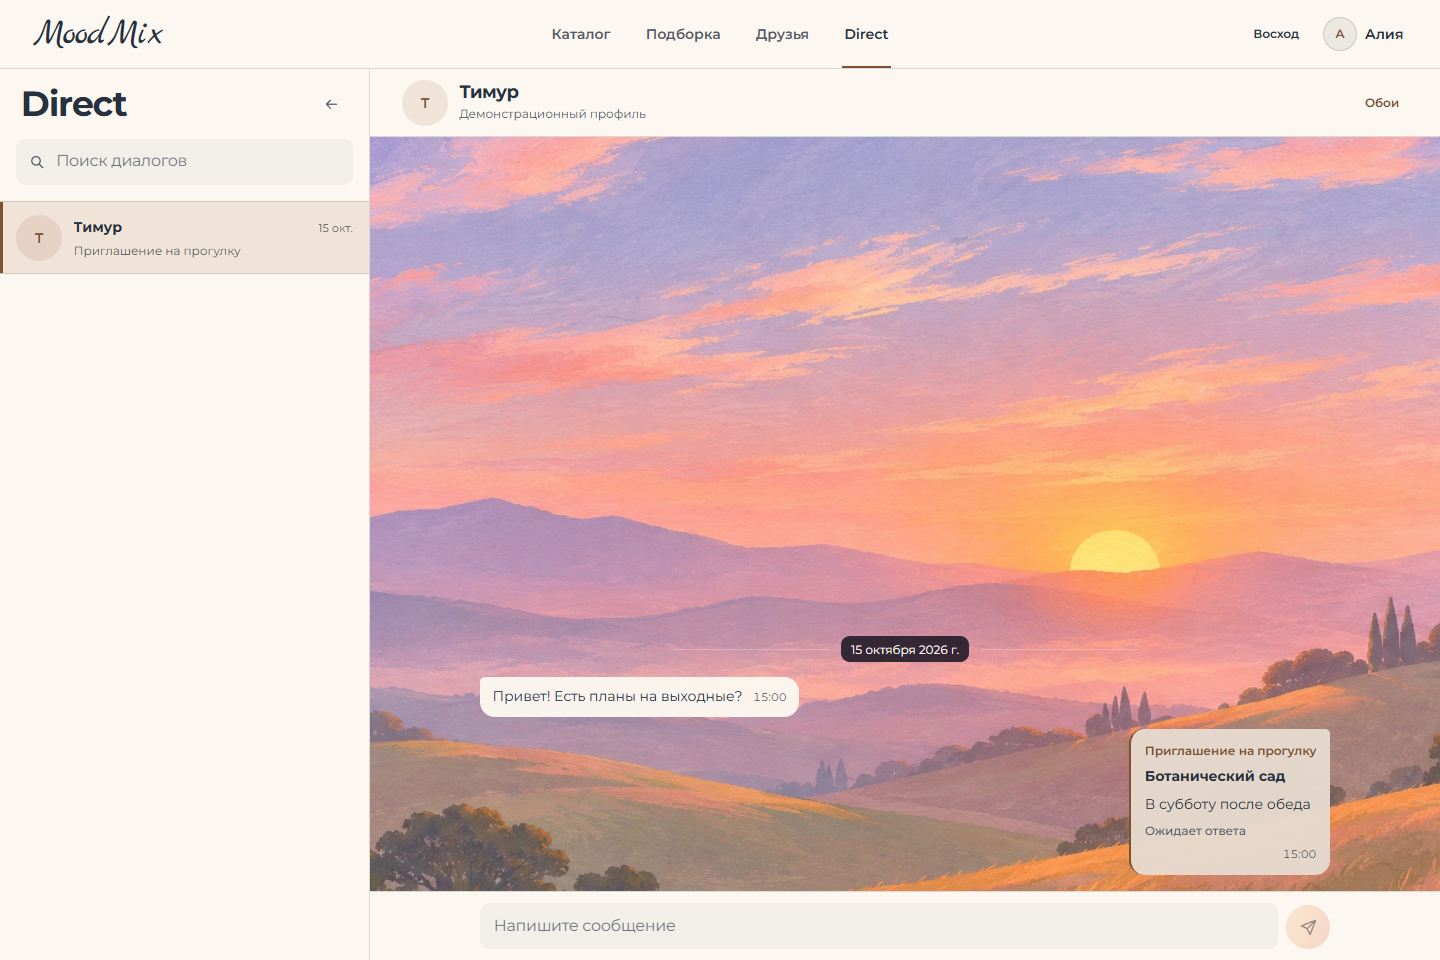 Mood Mix
Каталог
Подборка
Друзья
Direct
Восход
А
Алия
Direct
Поиск диалогов
Т
Тимур
15 окт.
Приглашение на прогулку
Т
Тимур
Демонстрационный профиль
Обои
15 октября 2026 г.
Привет! Есть планы на выходные? 15:00
Приглашение на прогулку
Ботанический сад
В субботу после обеда
Ожидает ответа
15:00
Напишите сообщение